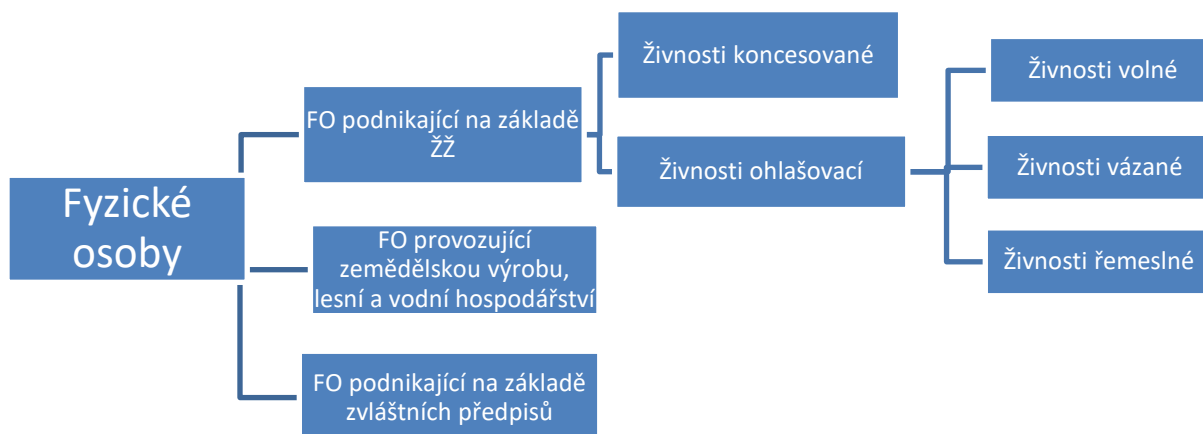 Fyzické
osoby
FO podnikající na základě
ŽŽ
Živnosti koncesované
Živnosti ohlašovací
Živnosti volné
Živnosti vázané
Živnosti řemeslné
FO provozující
zemědělskou výrobu,
lesní a vodní hospodářství
FO podnikající na základě
zvláštních předpisů